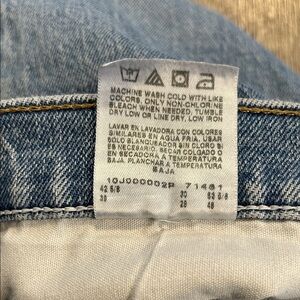 MACHINE WASH COLD WITH LIKE
COLORS. ONLY NON-CHLORINE
BLEACH WHEN NEEDED. TUMBLE
DRY LOW OR LINE DRY. LOW IRON
LAVAR EN LAVADORA CON COLORES
SIMILARES EN AGUA FRIA. USAR
SOLO BLANQUEADOR SIN CLORO SI
ES NECESARIO. SECAR COLGADO O
EN SECADORA A TEMPERATURA
BAJA. PLANCHAR A TEMPERATURA
BAJA
71461